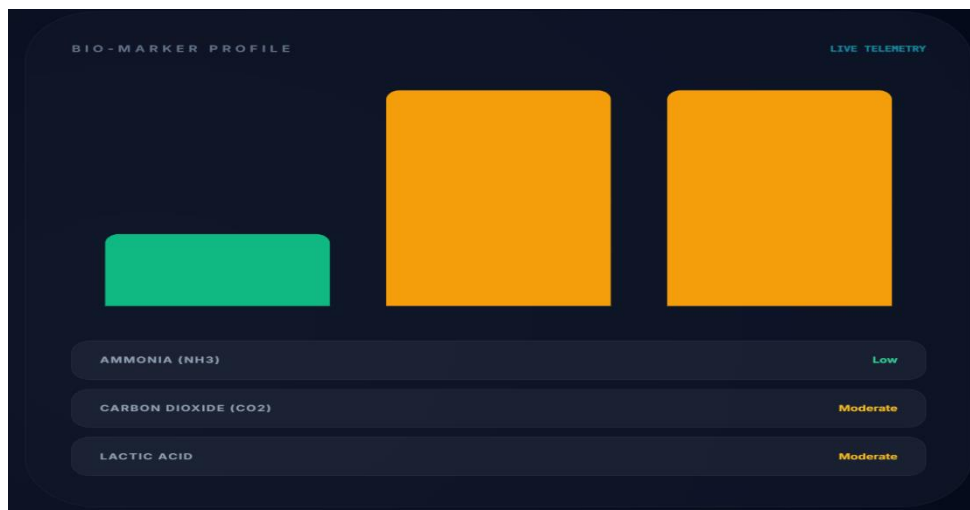 BIO-MARKER PROFILE
LIVE TELEMETRY
AMMONIA (NH3) Low
CARBON DIOXIDE (CO2) Moderate
LACTIC ACID Moderate